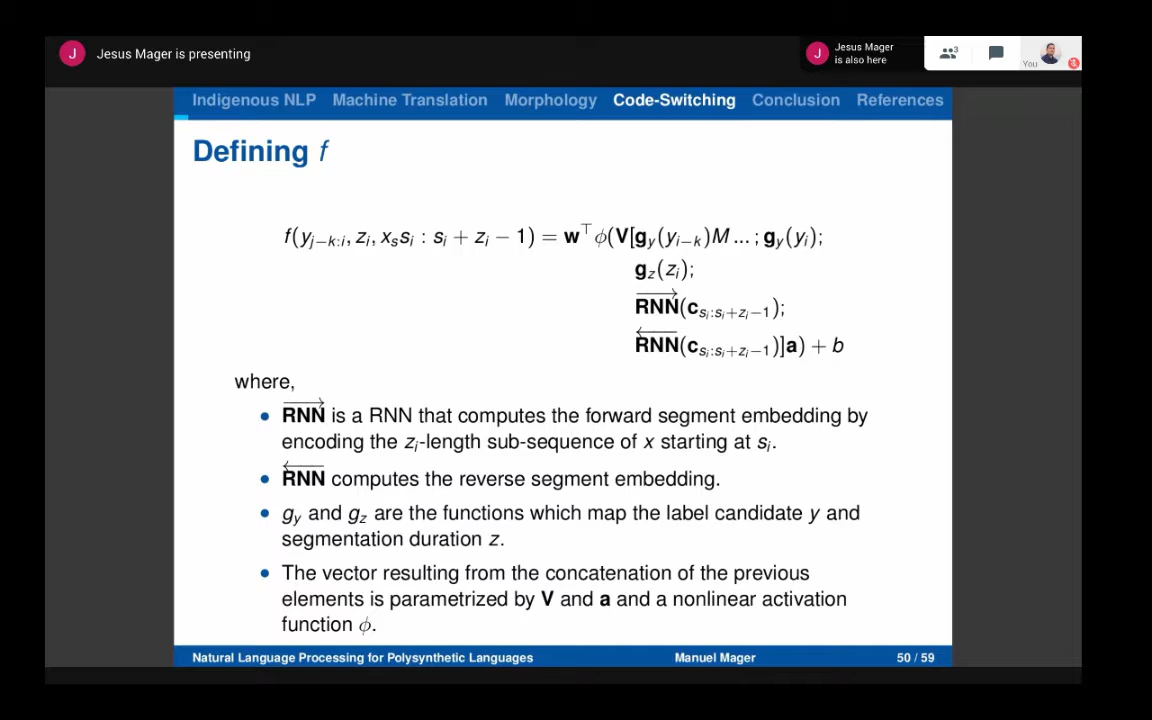 J Jesus Mager is presenting
J Jesus Mager is also here
3
You
Indigenous NLP Machine Translation Morphology Code-Switching Conclusion References
Defining f
f(y_{j−k:i}, z_i, x_s s_i : s_i + z_i − 1) = w^⊤ϕ(V[g_y(y_{i−k})M ... ; g_y(y_i);
g_z(z_i);
\overrightarrow{RNN}(c_{s_i:s_i+z_i−1});
\overleftarrow{RNN}(c_{s_i:s_i+z_i−1})]a) + b
where,
• \overrightarrow{RNN} is a RNN that computes the forward segment embedding by
encoding the z_i-length sub-sequence of x starting at s_i.
• \overleftarrow{RNN} computes the reverse segment embedding.
• g_y and g_z are the functions which map the label candidate y and
segmentation duration z.
• The vector resulting from the concatenation of the previous
elements is parametrized by V and a and a nonlinear activation
function ϕ.
Natural Language Processing for Polysynthetic Languages Manuel Mager 50 / 59